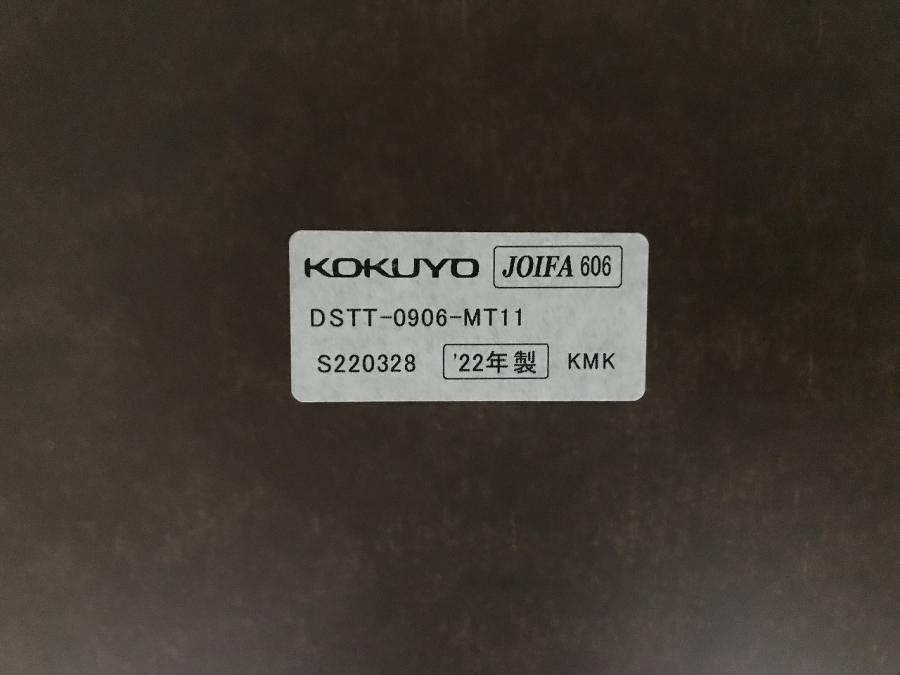 KOKUYO JOIFA 606
DSTT-0906-MT11
S220328 '22年製 KMK